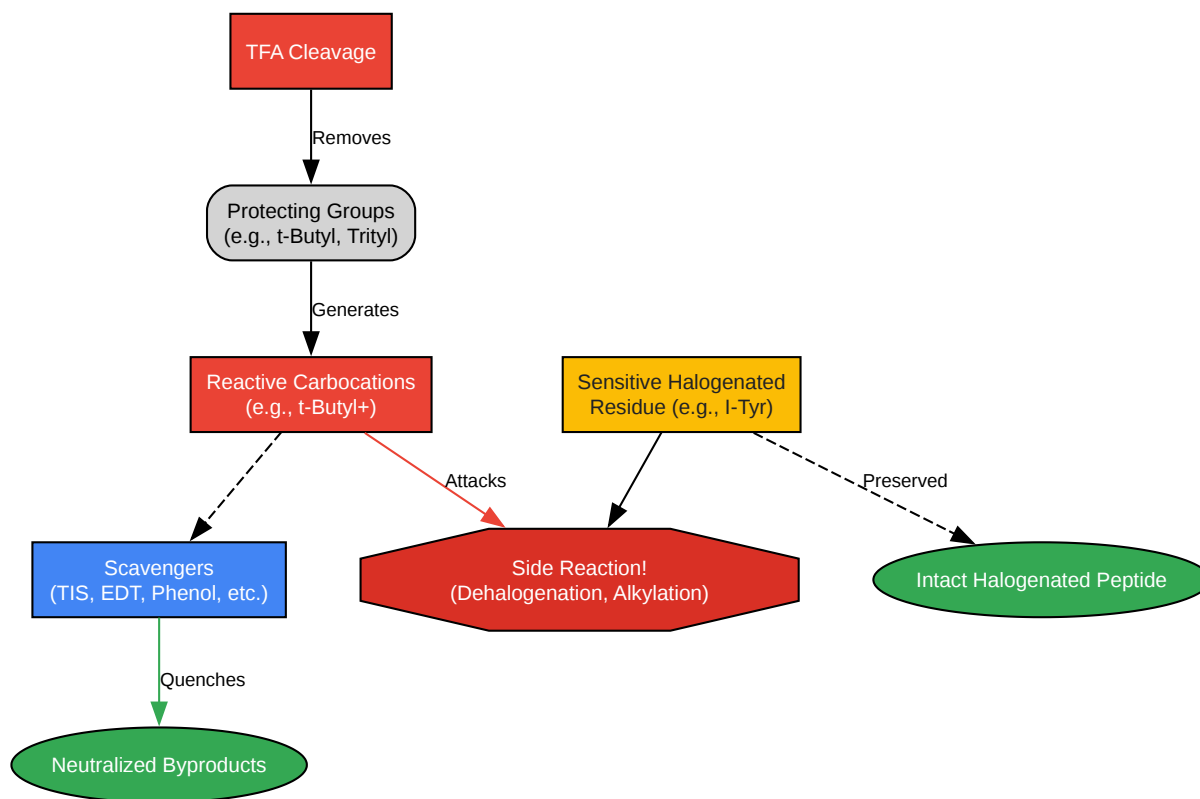 TFA Cleavage
Removes
Protecting Groups
(e.g., t-Butyl, Trityl)
Generates
Reactive Carbocations
(e.g., t-Butyl+)
Sensitive Halogenated
Residue (e.g., I-Tyr)
Attacks
Preserved
Scavengers
(TIS, EDT, Phenol, etc.)
Side Reaction!
(Dehalogenation, Alkylation)
Intact Halogenated Peptide
Quenches
Neutralized Byproducts